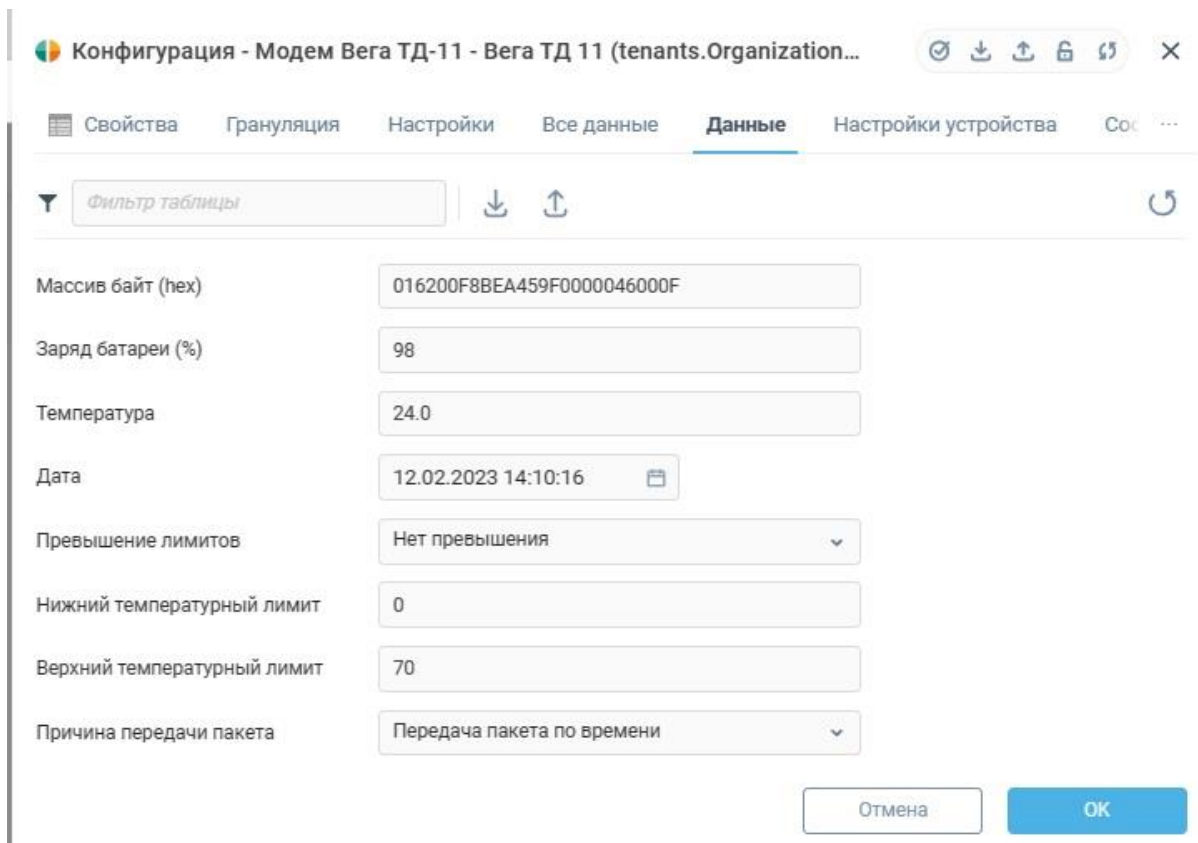 Конфигурация - Модем Вега ТД-11 - Вега ТД 11 (tenants.Organization...
Свойства Грануляция Настройки Все данные Данные Настройки устройства ...
Фильтр таблицы
Массив байт (hex) 016200F8BEA459F0000046000F
Заряд батареи (%) 98
Температура 24.0
Дата 12.02.2023 14:10:16
Превышение лимитов Нет превышения
Нижний температурный лимит 0
Верхний температурный лимит 70
Причина передачи пакета Передача пакета по времени
Отмена OK